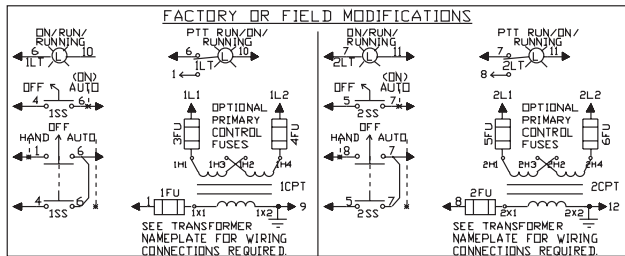 FACTORY OR FIELD MODIFICATIONS
ON/RUN/
RUNNING
6 L 10
1LT
PTT RUN/ON/
RUNNING
6 L 10
1LT
1
ON/RUN/
RUNNING
7 L 11
2LT
PTT RUN/ON/
RUNNING
7 L 11
2LT
8
OFF (ON)
AUTO
4 6
1SS
OFF
HAND AUTO
1 6
4 6
1SS
1L1 1L2
OPTIONAL
PRIMARY
CONTROL
FUSES
3FU 4FU
1H1 1H3 1H2 1H4
1CPT
1FU
1 1X1 1X2 9
SEE TRANSFORMER
NAMEPLATE FOR WIRING
CONNECTIONS REQUIRED.
OFF (ON)
AUTO
5 7
2SS
OFF
HAND AUTO
8 7
5 7
2SS
2L1 2L2
OPTIONAL
PRIMARY
CONTROL
FUSES
5FU 6FU
2H1 2H3 2H2 2H4
2CPT
2FU
8 2X1 2X2 12
SEE TRANSFORMER
NAMEPLATE FOR WIRING
CONNECTIONS REQUIRED.